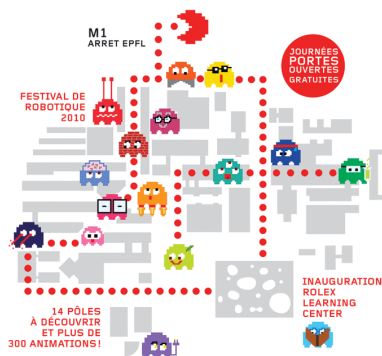 M1
ARRET EPFL
JOURNÉES
PORTES
OUVERTES
GRATUITES
FESTIVAL DE
ROBOTIQUE
2010
INAUGURATION
ROLEX
LEARNING
CENTER
14 PÔLES
À DÉCOUVRIR
ET PLUS DE
300 ANIMATIONS!